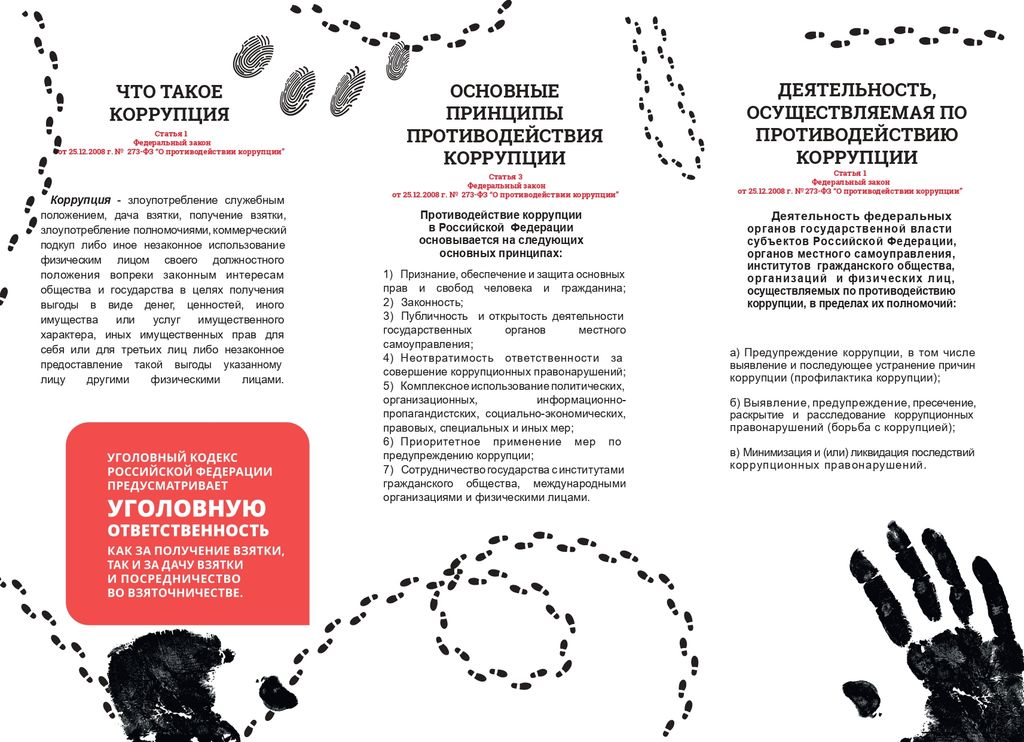 ЧТО ТАКОЕ
КОРРУПЦИЯ
Статья 1
Федеральный закон
от 25.12.2008 г. № 273-ФЗ "О противодействии коррупции"
Коррупция - злоупотребление служебным
положением, дача взятки, получение взятки,
злоупотребление полномочиями, коммерческий
подкуп либо иное незаконное использование
физическим лицом своего должностного
положения вопреки законным интересам
общества и государства в целях получения
выгоды в виде денег, ценностей, иного
имущества или услуг имущественного
характера, иных имущественных прав для
себя или для третьих лиц либо незаконное
предоставление такой выгоды указанному
лицу другими физическими лицами.
УГОЛОВНЫЙ КОДЕКС
РОССИЙСКОЙ ФЕДЕРАЦИИ
ПРЕДУСМАТРИВАЕТ
УГОЛОВНУЮ
ОТВЕТСТВЕННОСТЬ
КАК ЗА ПОЛУЧЕНИЕ ВЗЯТКИ,
ТАК И ЗА ДАЧУ ВЗЯТКИ
И ПОСРЕДНИЧЕСТВО
ВО ВЗЯТОЧНИЧЕСТВЕ.
ОСНОВНЫЕ
ПРИНЦИПЫ
ПРОТИВОДЕЙСТВИЯ
КОРРУПЦИИ
Статья 3
Федеральный закон
от 25.12.2008 г. № 273-ФЗ "О противодействии коррупции"
Противодействие коррупции
в Российской Федерации
основывается на следующих
основных принципах:
1) Признание, обеспечение и защита основных
прав и свобод человека и гражданина;
2) Законность;
3) Публичность и открытость деятельности
государственных органов местного
самоуправления;
4) Неотвратимость ответственности за
совершение коррупционных правонарушений;
5) Комплексное использование политических,
организационных, информационно-
пропагандистских, социально-экономических,
правовых, специальных и иных мер;
6) Приоритетное применение мер по
предупреждению коррупции;
7) Сотрудничество государства с институтами
гражданского общества, международными
организациями и физическими лицами.
ДЕЯТЕЛЬНОСТЬ,
ОСУЩЕСТВЛЯЕМАЯ ПО
ПРОТИВОДЕЙСТВИЮ
КОРРУПЦИИ
Статья 1
Федеральный закон
от 25.12.2008 г. № 273-ФЗ "О противодействии коррупции"
Деятельность федеральных
органов государственной власти
субъектов Российской Федерации,
органов местного самоуправления,
институтов гражданского общества,
организаций и физических лиц,
осуществляемых по противодействию
коррупции, в пределах их полномочий:
а) Предупреждение коррупции, в том числе
выявление и последующее устранение причин
коррупции (профилактика коррупции);
б) Выявление, предупреждение, пресечение,
раскрытие и расследование коррупционных
правонарушений (борьба с коррупцией);
в) Минимизация и (или) ликвидация последствий
коррупционных правонарушений.